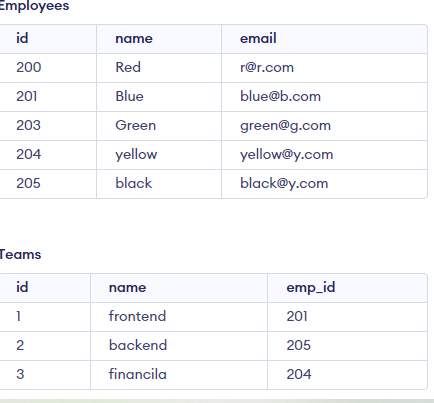 Employees
id name email
200 Red r@r.com
201 Blue blue@b.com
203 Green green@g.com
204 yellow yellow@y.com
205 black black@y.com
Teams
id name emp_id
1 frontend 201
2 backend 205
3 financila 204